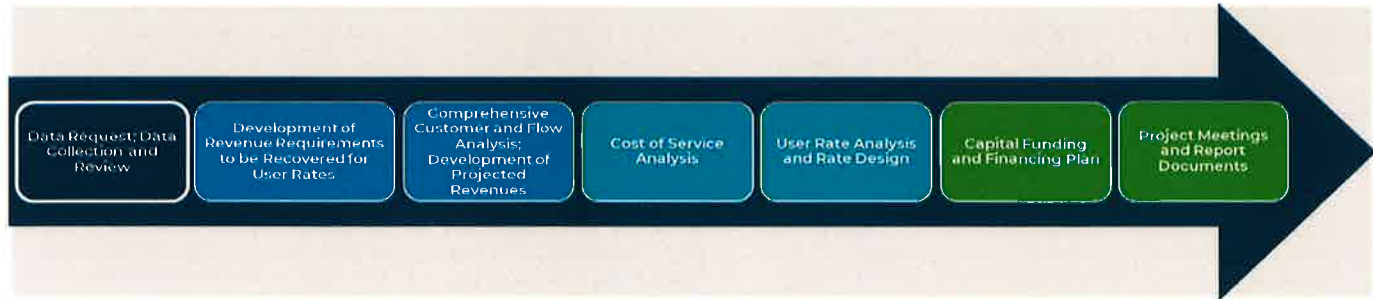 Data Request; Data
Collection and
Review
Development of
Revenue Requirements
to be Recovered for
User Rates
Comprehensive
Customer and Flow
Analysis;
Development of
Projected
Revenues
Cost of Service
Analysis
User Rate Analysis
and Rate Design
Capital Funding
and Financing Plan
Project Meetings
and Report
Documents